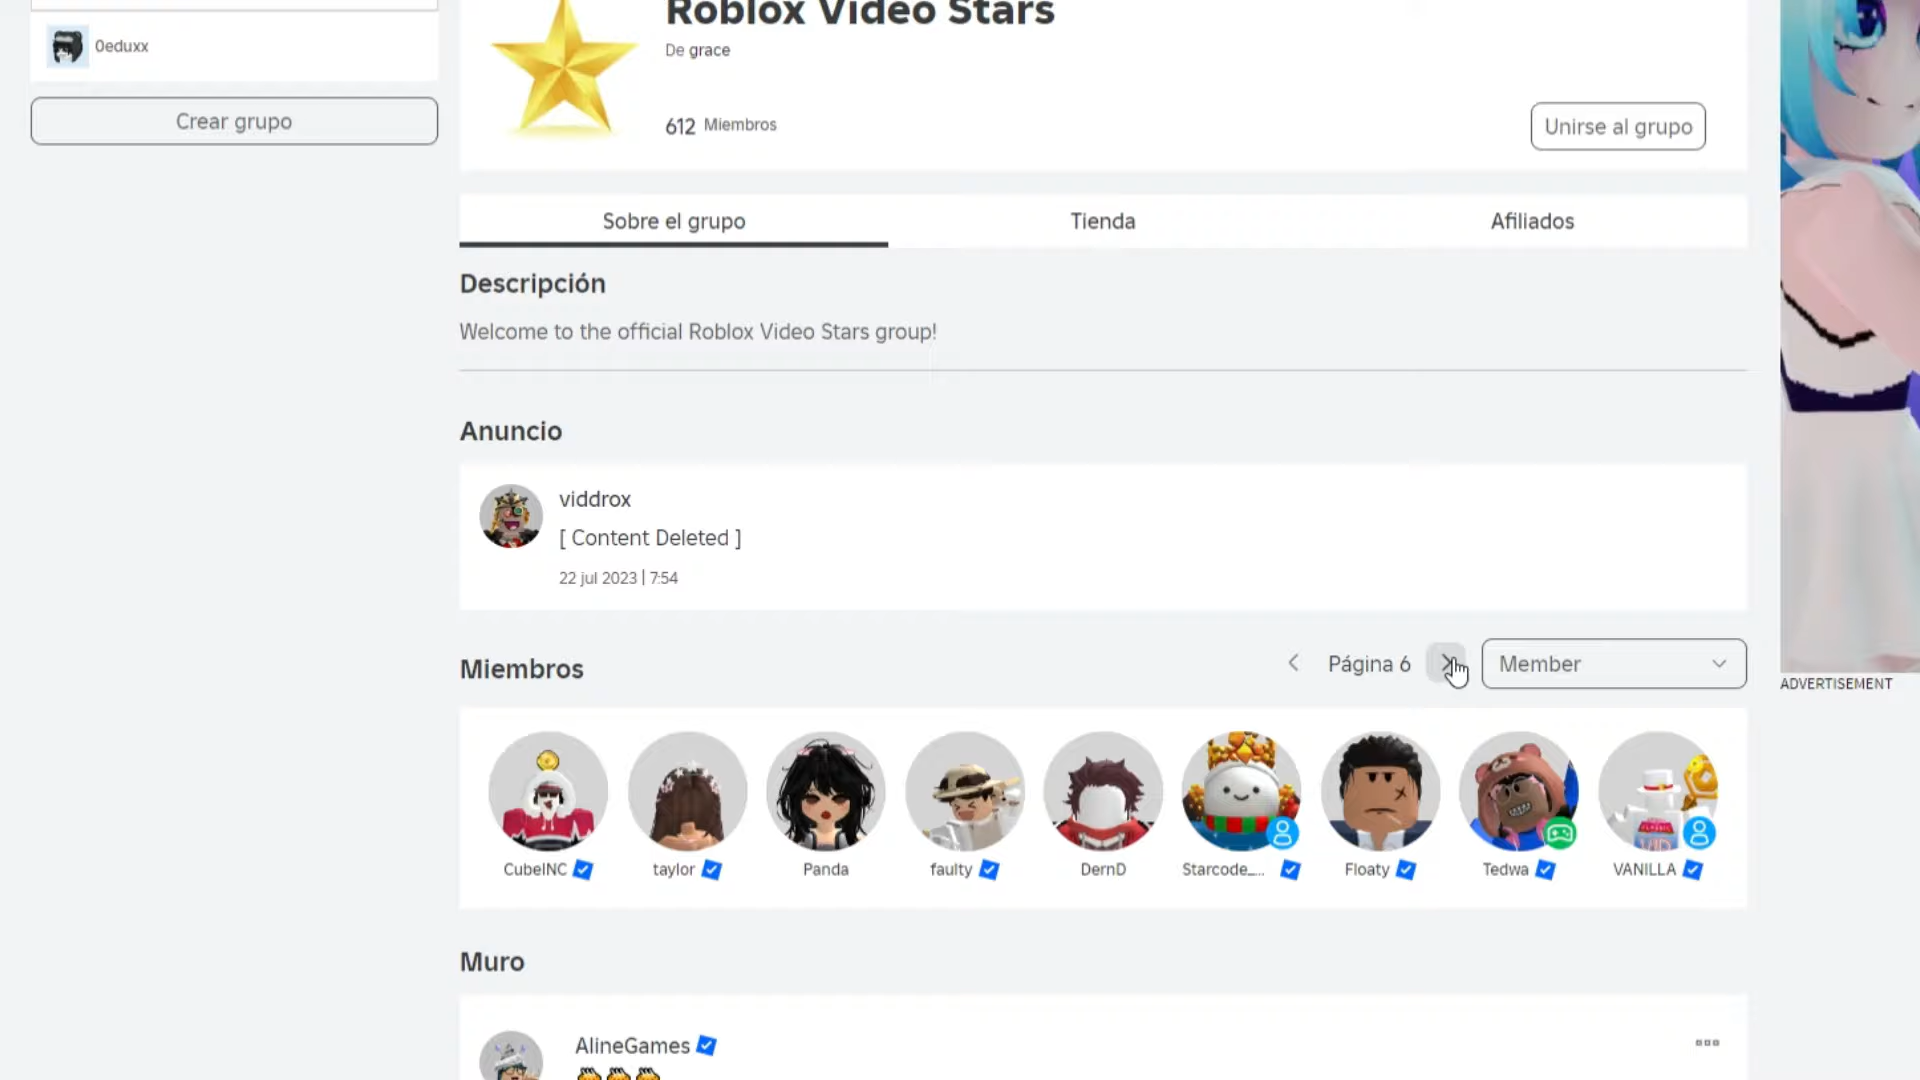 0eduxx
Crear grupo
Roblox Video Stars
De grace
612 Miembros
Unirse al grupo
Sobre el grupo
Tienda
Afiliados
Descripción
Welcome to the official Roblox Video Stars group!
Anuncio
viddrox
[ Content Deleted ]
22 jul 2023 | 7:54
Miembros
Página 6
Member
ADVERTISEMENT
CubeINC
taylor
Panda
faulty
DernD
Starcode_...
Floaty
Tedwa
VANILLA
Muro
AlineGames